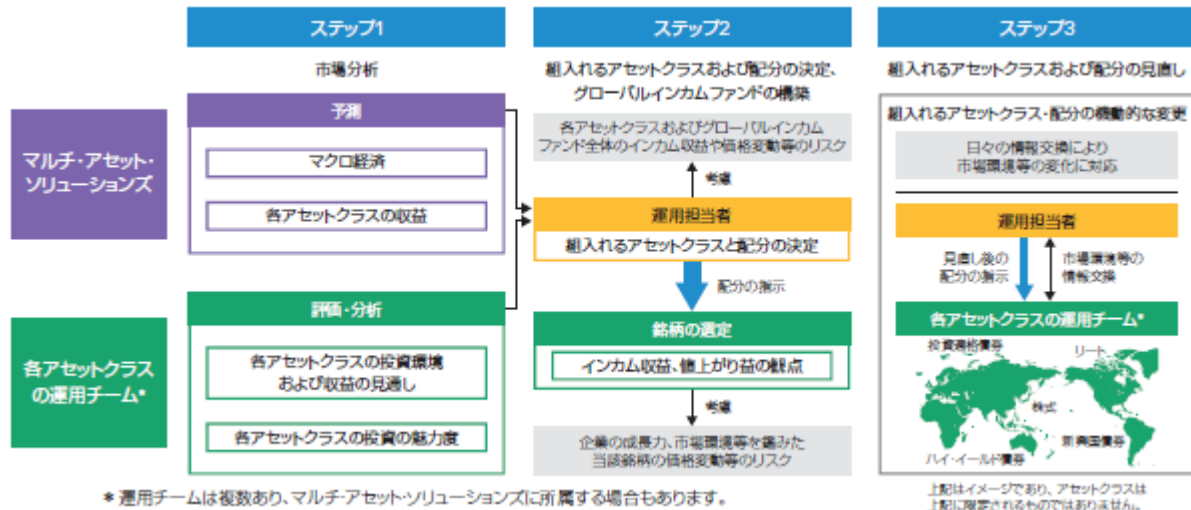 ステップ1
市場分析
マルチ・アセット・
ソリューションズ
予測
マクロ経済
各アセットクラスの収益
各アセットクラス
の運用チーム*
評価・分析
各アセットクラスの投資環境
および収益の見通し
各アセットクラスの投資の魅力度
ステップ2
組入れるアセットクラスおよび配分の決定、
グローバルインカムファンドの構築
各アセットクラスおよびグローバルインカム
ファンド全体のインカム収益や価格変動等のリスク
考慮
運用担当者
組入れるアセットクラスと配分の決定
配分の指示
銘柄の選定
インカム収益、値上がり益の観点
考慮
企業の成長力、市場環境等を鑑みた
当該銘柄の価格変動等のリスク
ステップ3
組入れるアセットクラスおよび配分の見直し
組入れるアセットクラス・配分の機動的な変更
日々の情報交換により
市場環境等の変化に対応
運用担当者
見直し後の
配分の指示
市場環境等の
情報交換
各アセットクラスの運用チーム*
投資適格債券
リート
株式
新興国債券
ハイ・イールド債券
上記はイメージであり、アセットクラスは
上記に限定されるものではありません。
* 運用チームは複数あり、マルチ・アセット・ソリューションズに所属する場合もあります。